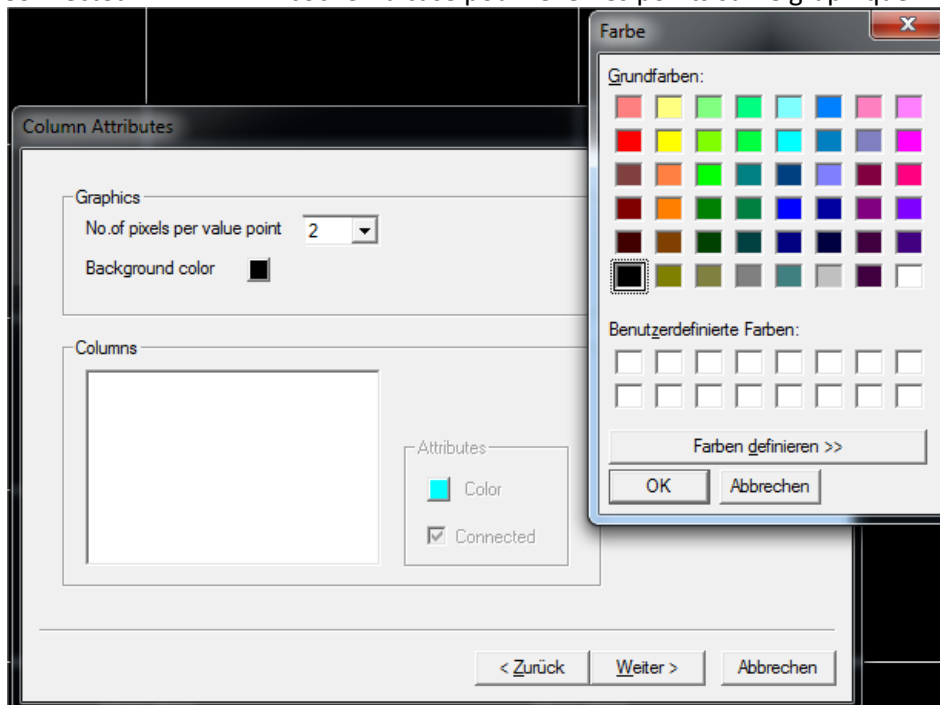 Farbe
Grundfarben:
Column Attributes
Graphics
No.of pixels per value point 2
Background color
Benutzerdefinierte Farben:
Columns
Attributes
Color
Connected
Farben definieren >>
OK Abbrechen
< Zurück Weiter > Abbrechen